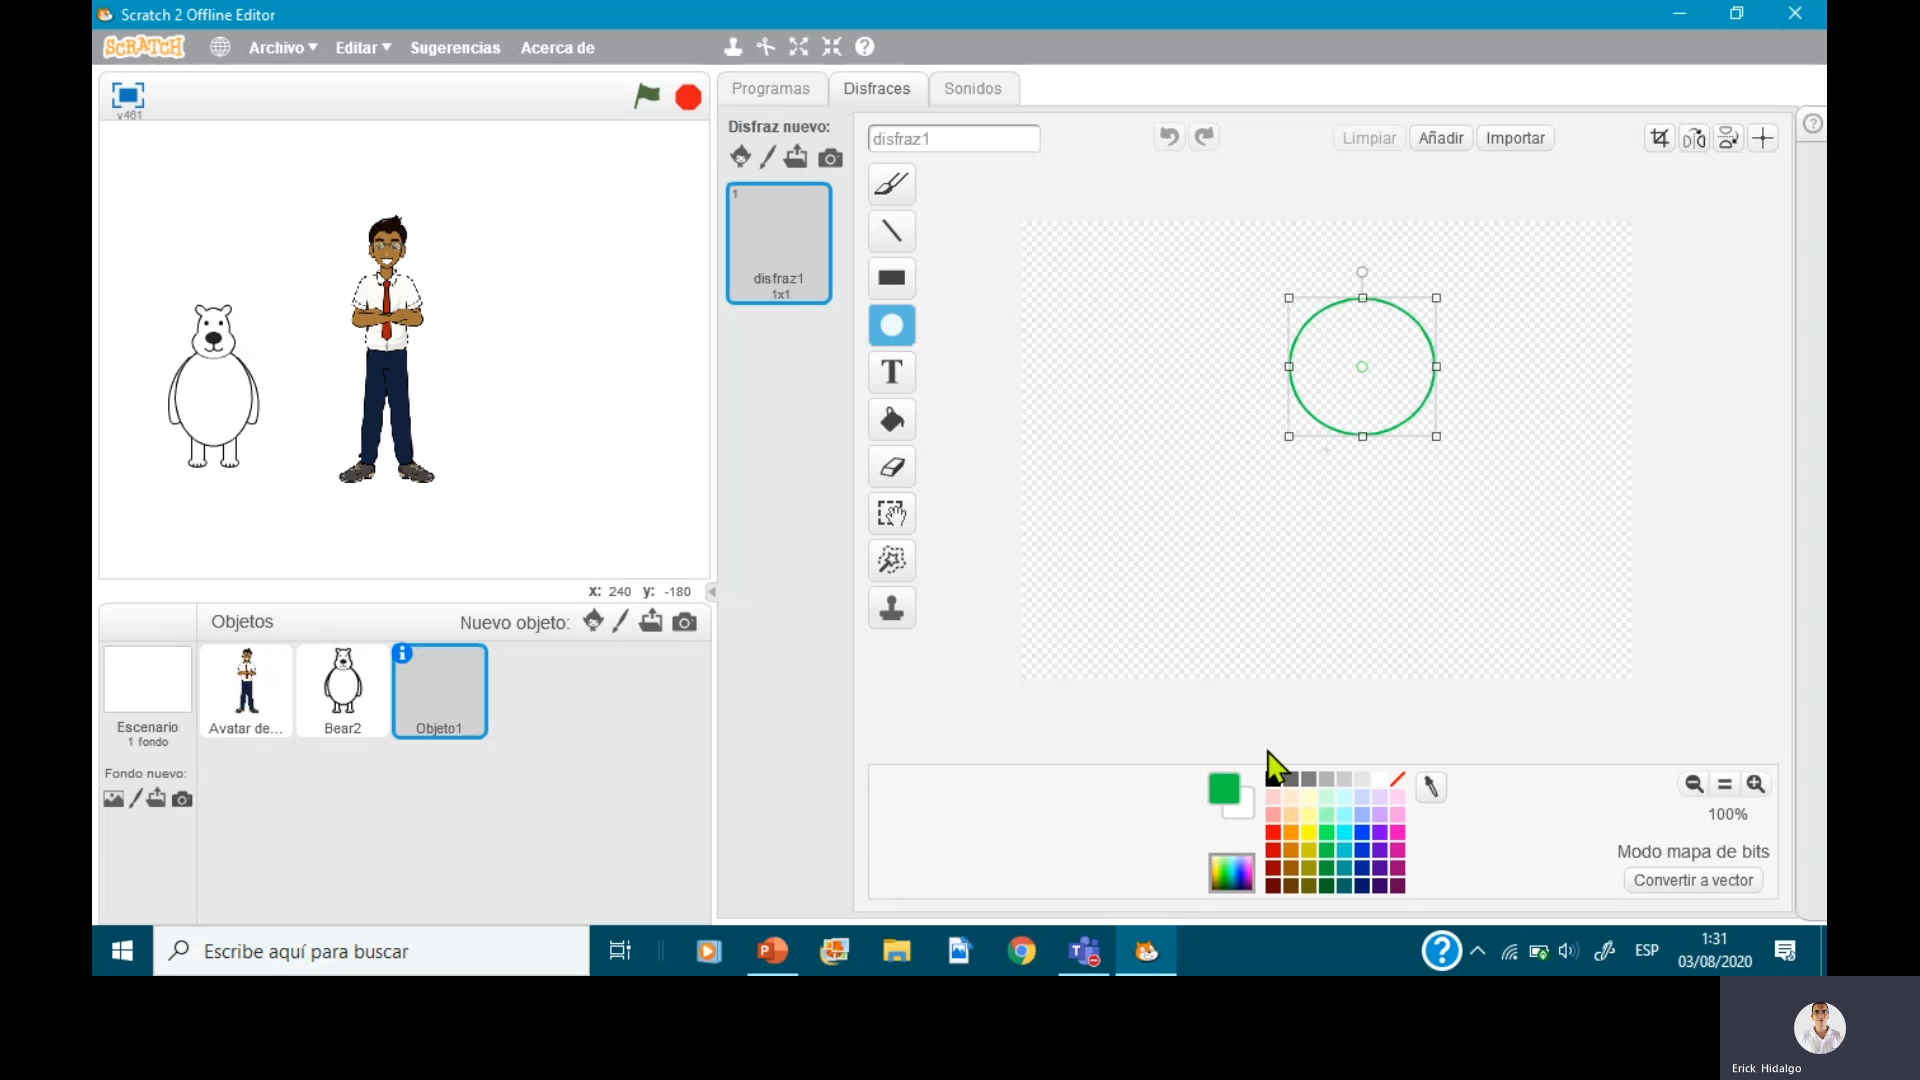 Scratch 2 Offline Editor
SCRATCH
Archivo
Editar
Sugerencias
Acerca de
v461
Programas
Disfraces
Sonidos
Disfraz nuevo:
disfraz1
Limpiar
Añadir
Importar
1
disfraz1
1x1
T
X: 240 y: -180
Objetos
Nuevo objeto:
Escenario
1 fondo
Avatar de...
Bear2
Objeto1
Fondo nuevo:
100%
Modo mapa de bits
Convertir a vector
Escribe aquí para buscar
ESP
1:31
03/08/2020
Erick Hidalgo